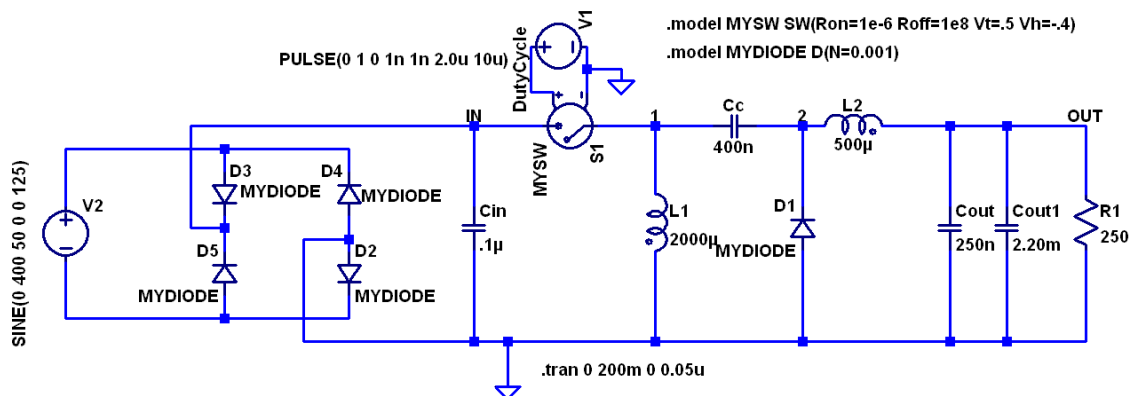 .model MYSW SW(Ron=1e-6 Roff=1e8 Vt=.5 Vh=-.4)
.model MYDIODE D(N=0.001)
PULSE(0 1 0 1n 1n 2.0u 10u)
DutyCycle
V1
IN
MYSW
S1
1
Cc
400n
2
L2
500µ
OUT
SINE(0 400 50 0 0 125)
V2
D3
MYDIODE
D4
MYDIODE
D5
MYDIODE
D2
MYDIODE
Cin
.1µ
L1
2000µ
D1
MYDIODE
Cout
250n
Cout1
2.20m
R1
250
.tran 0 200m 0 0.05u